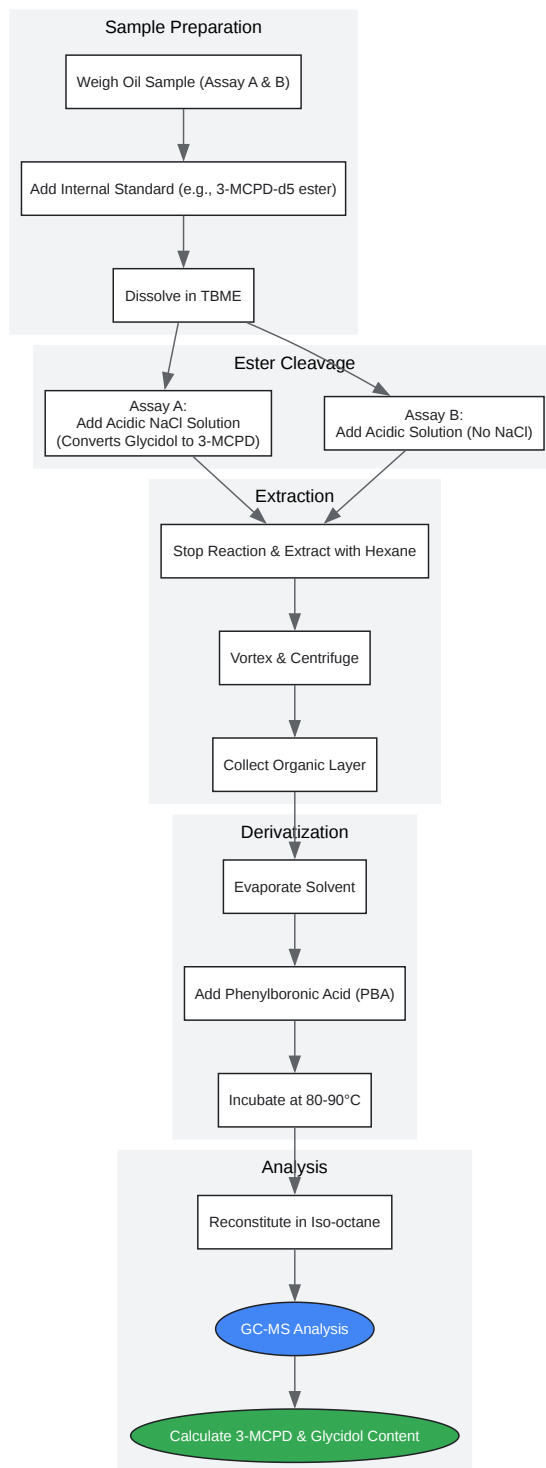 Sample Preparation
Weigh Oil Sample (Assay A & B)
Add Internal Standard (e.g., 3-MCPD-d5 ester)
Dissolve in TBME
Ester Cleavage
Assay A:
Add Acidic NaCl Solution
(Converts Glycidol to 3-MCPD)
Assay B:
Add Acidic Solution (No NaCl)
Extraction
Stop Reaction & Extract with Hexane
Vortex & Centrifuge
Collect Organic Layer
Derivatization
Evaporate Solvent
Add Phenylboronic Acid (PBA)
Incubate at 80-90°C
Analysis
Reconstitute in Iso-octane
GC-MS Analysis
Calculate 3-MCPD & Glycidol Content